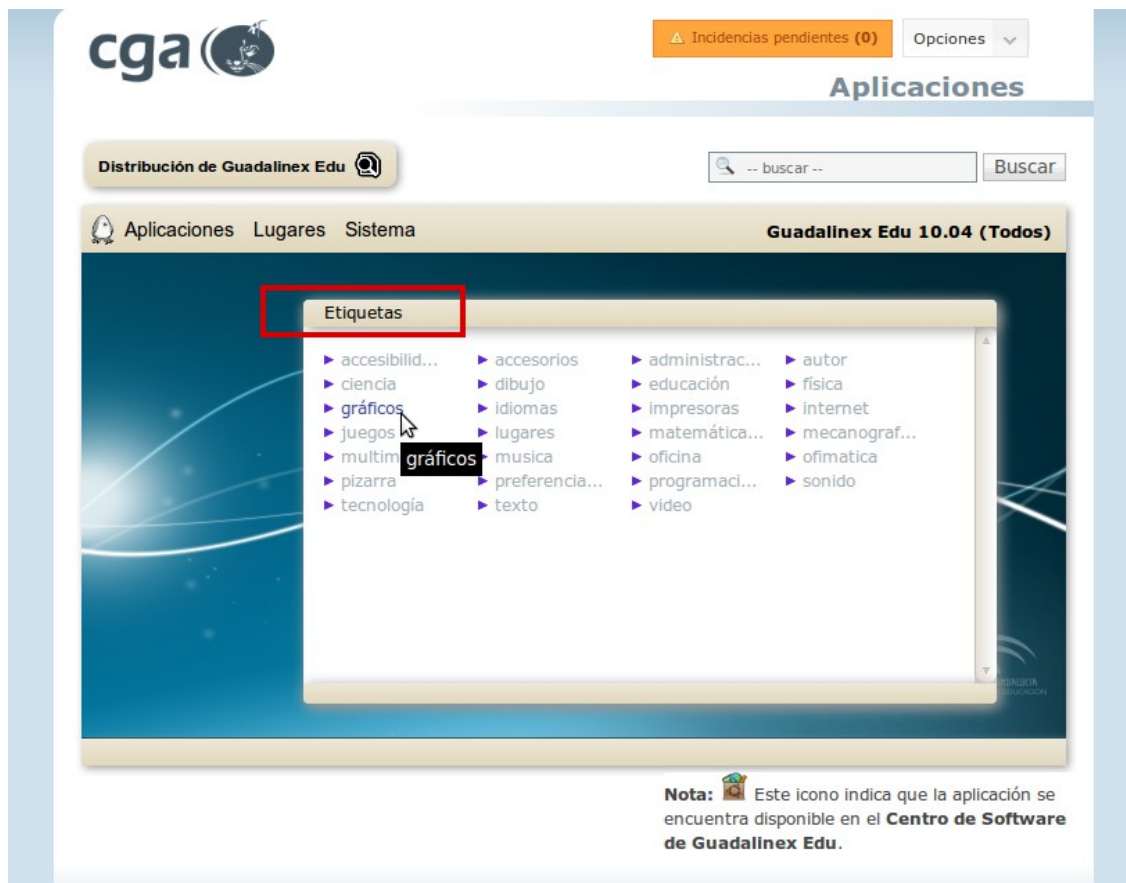 cga
Incidencias pendientes (0)
Opciones
Aplicaciones
Distribución de Guadalinex Edu
-- buscar --
Buscar
Aplicaciones Lugares Sistema
Guadalinex Edu 10.04 (Todos)
Etiquetas
accesibilid... accesorios administrac... autor
ciencia dibujo educación física
gráficos idiomas impresoras internet
juegos lugares matemática... mecanograf...
multim gráficos musica oficina ofimatica
pizarra preferencia... programaci... sonido
tecnología texto video
Nota: Este icono indica que la aplicación se
encuentra disponible en el Centro de Software
de Guadalinex Edu.